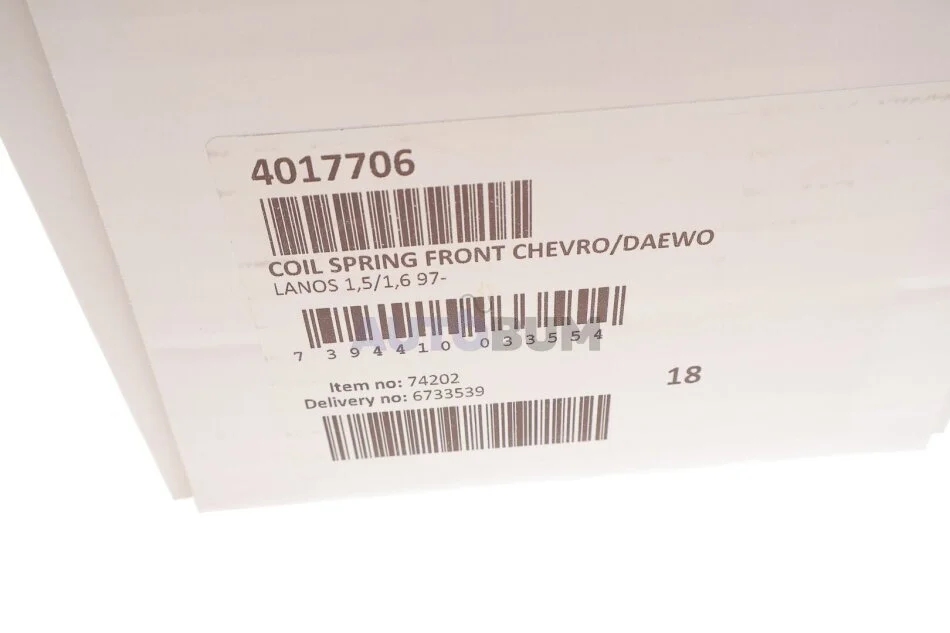 4017706
COIL SPRING FRONT CHEVRO/DAEWO
LANOS 1,5/1,6 97-
AUTOBUM
7 394410 033554
Item no: 74202
Delivery no: 6733539
18